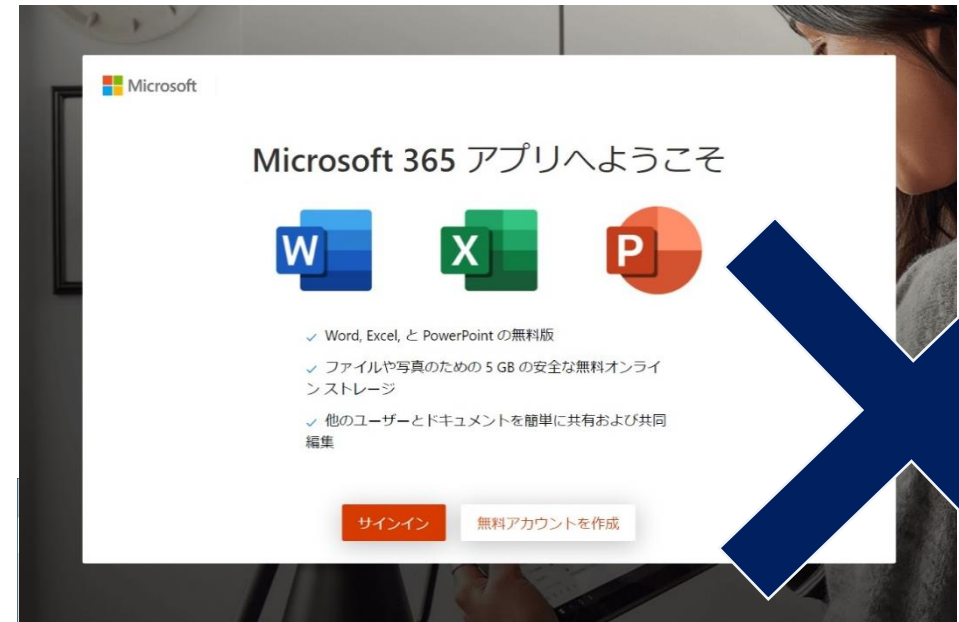 Microsoft
Microsoft 365 アプリへようこそ
W
X
P
Word, Excel, と PowerPoint の無料版
ファイルや写真のための 5 GB の安全な無料オンライ
ン ストレージ
他のユーザーとドキュメントを簡単に共有および共同
編集
サインイン
無料アカウントを作成